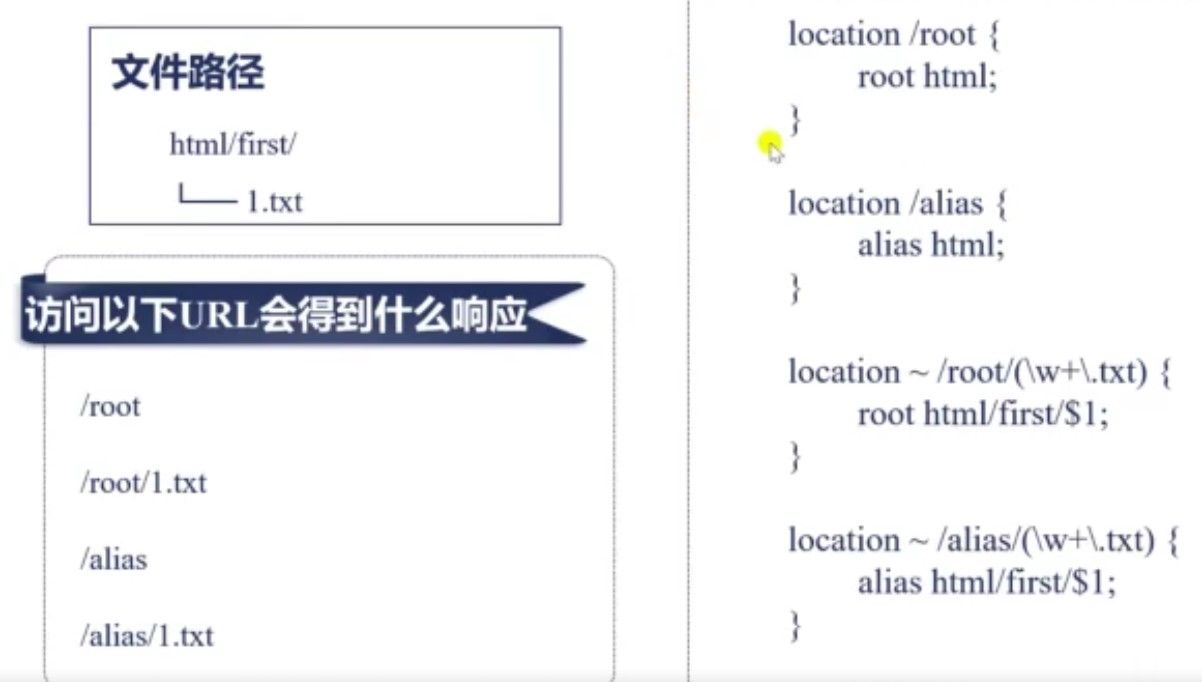 文件路径
html/first/
1.txt
访问以下URL会得到什么响应
/root
/root/1.txt
/alias
/alias/1.txt
location /root {
root html;
}
location /alias {
alias html;
}
location ~ /root/(\w+\.txt) {
root html/first/$1;
}
location ~ /alias/(\w+\.txt) {
alias html/first/$1;
}